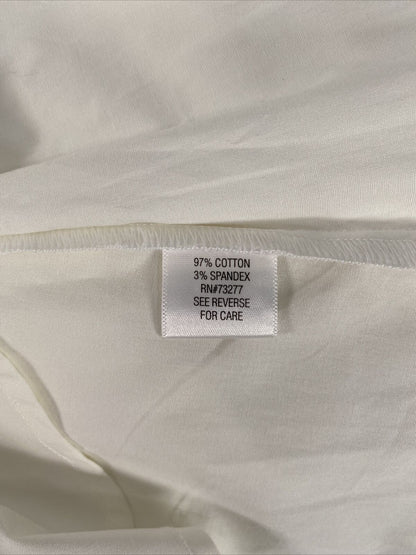 97% COTTON
3% SPANDEX
RN#73277
SEE REVERSE
FOR CARE